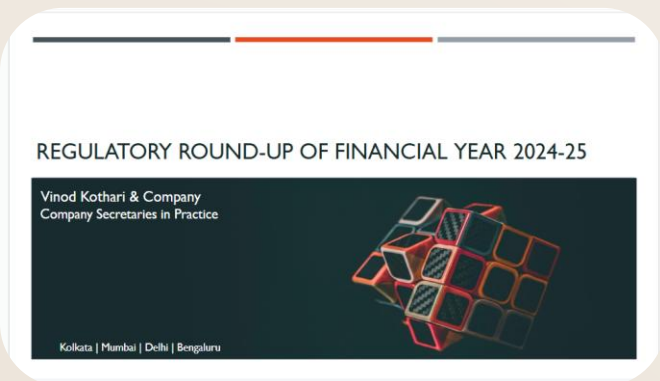 REGULATORY ROUND-UP OF FINANCIAL YEAR 2024-25
Vinod Kothari & Company
Company Secretaries in Practice
Kolkata | Mumbai | Delhi | Bengaluru